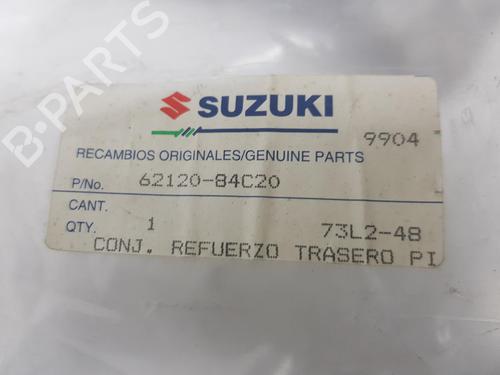 SUZUKI
9904
RECAMBIOS ORIGINALES/GENUINE PARTS
P/No. 62120-84C20
CANT.
QTY. 1 73L2-48
CONJ. REFUERZO TRASERO PI
B-PARTS